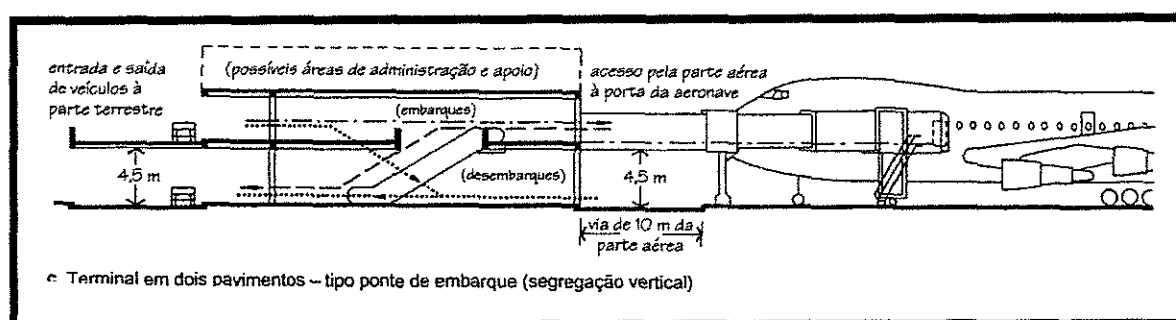 entrada e saída
de veículos à
parte terrestre
(possíveis áreas de administração e apoio)
acesso pela parte aérea
à porta da aeronave
(embarques)
4,5 m
(desembarques)
4,5 m
via de 10 m da
parte aérea
c Terminal em dois pavimentos – tipo ponte de embarque (segregação vertical)